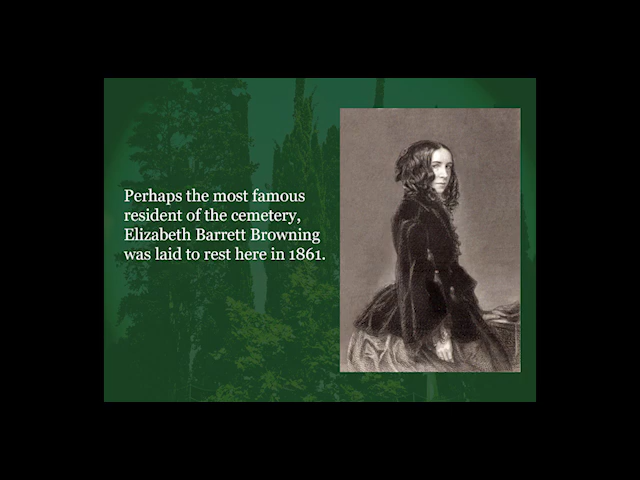 Perhaps the most famous
resident of the cemetery,
Elizabeth Barrett Browning
was laid to rest here in 1861.